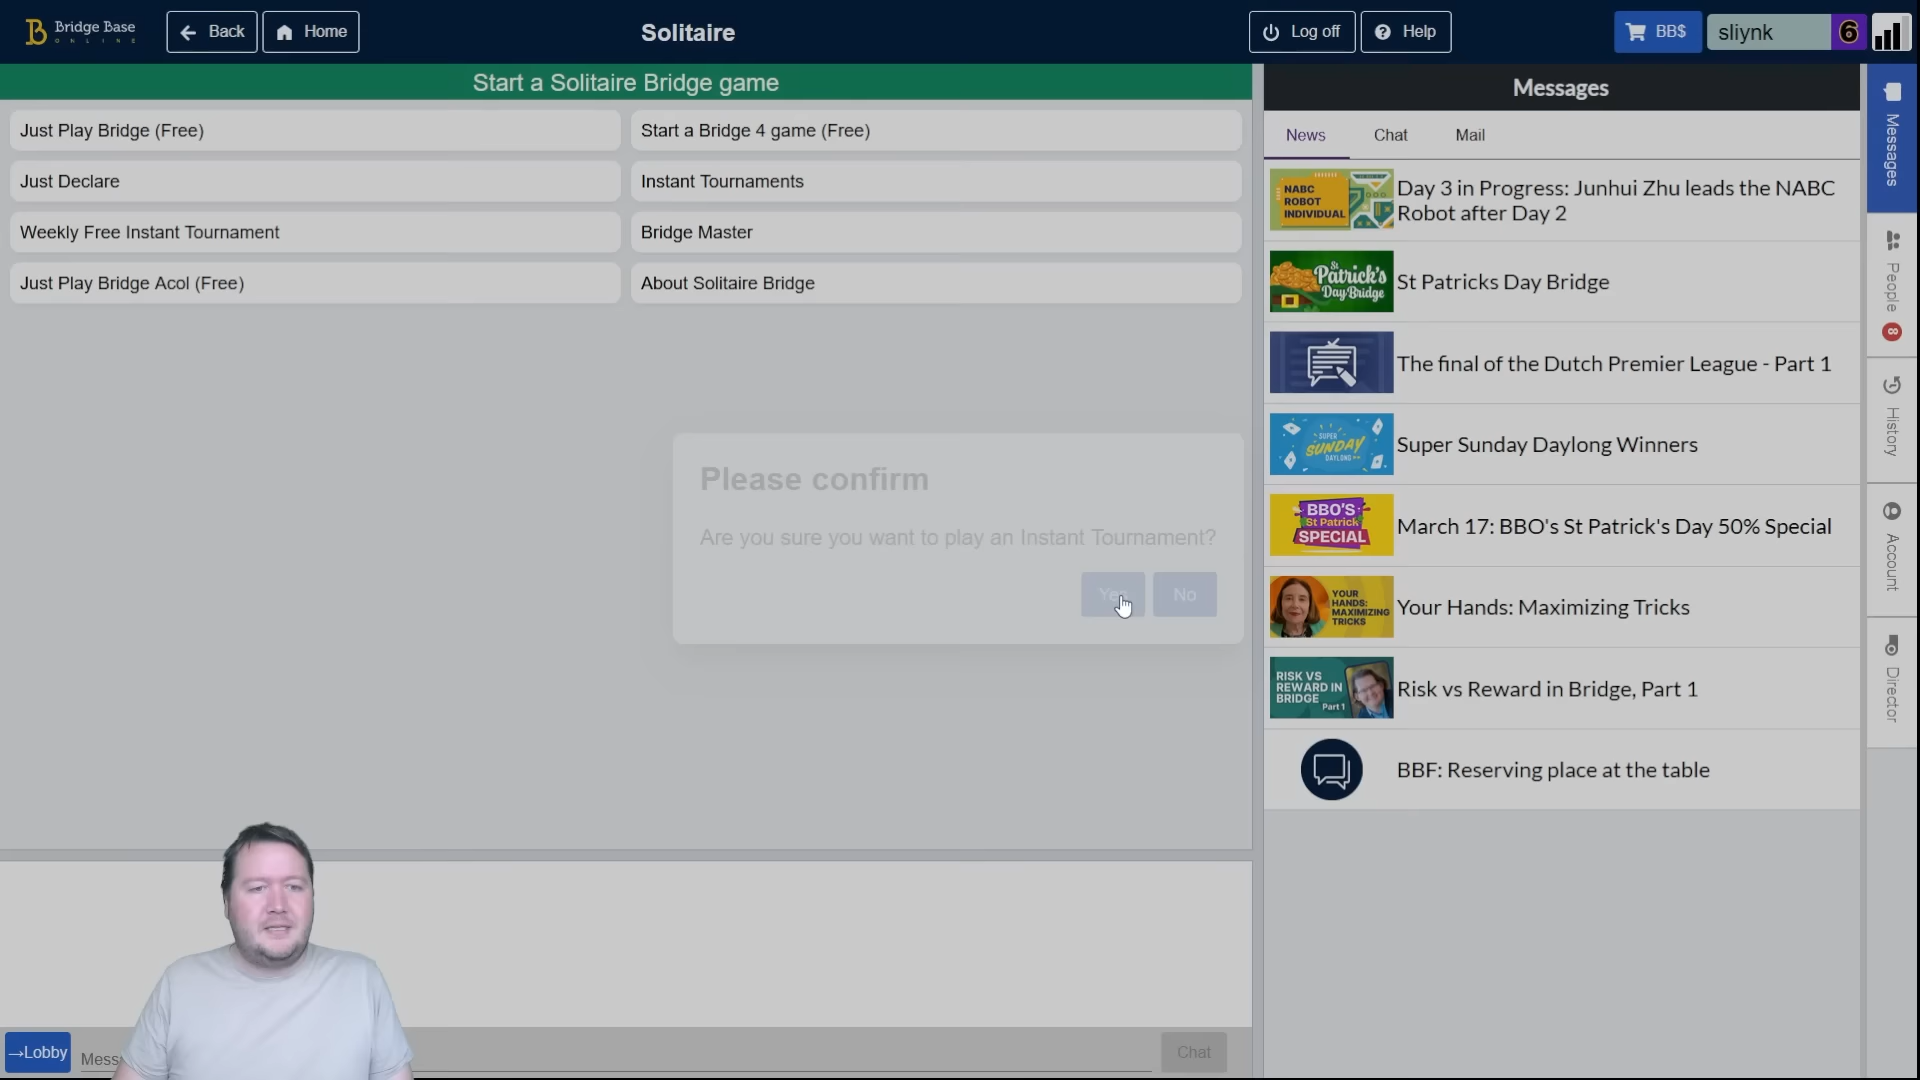 Bridge Base
ONLINE
Back
Home
Solitaire
Log off
Help
BB$
sliynk
6
Start a Solitaire Bridge game
Just Play Bridge (Free)
Start a Bridge 4 game (Free)
Just Declare
Instant Tournaments
Weekly Free Instant Tournament
Bridge Master
Just Play Bridge Acol (Free)
About Solitaire Bridge
Please confirm
Are you sure you want to play an Instant Tournament?
Yes
No
Messages
News
Chat
Mail
NABC
ROBOT
INDIVIDUAL
Day 3 in Progress: Junhui Zhu leads the NABC
Robot after Day 2
St
Patrick's
Day Bridge
St Patricks Day Bridge
The final of the Dutch Premier League - Part 1
SUPER
SUNDAY
DAYLONG
Super Sunday Daylong Winners
BBO'S
St Patrick
SPECIAL
March 17: BBO's St Patrick's Day 50% Special
YOUR
HANDS:
MAXIMIZING
TRICKS
Your Hands: Maximizing Tricks
RISK VS
REWARD IN
BRIDGE
Part 1
Risk vs Reward in Bridge, Part 1
BBF: Reserving place at the table
Messages
People
8
History
Account
Director
→Lobby
Mess
Chat